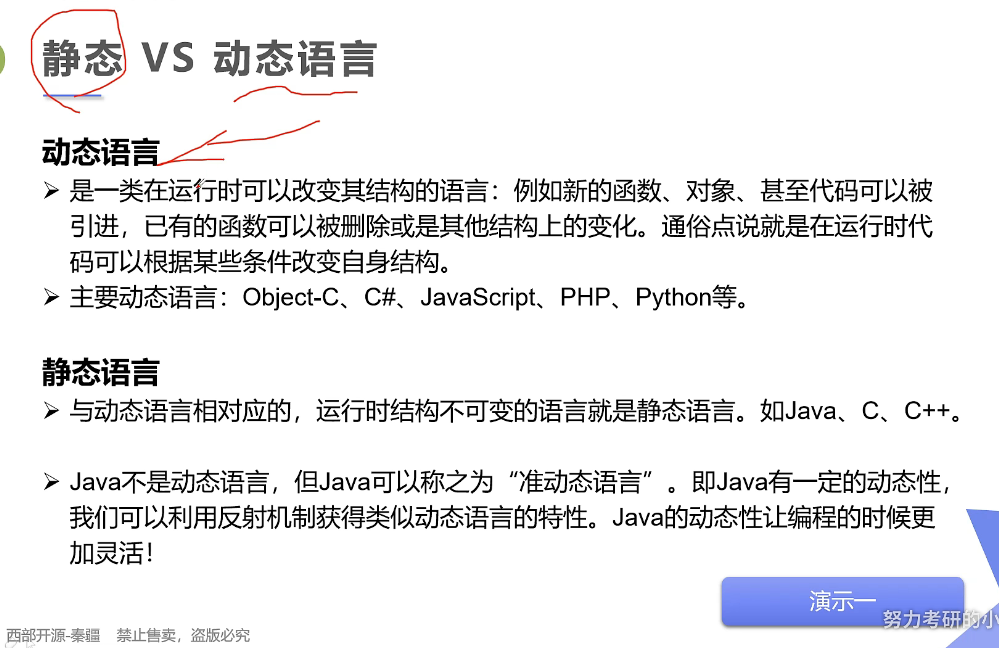 静态 VS 动态语言
动态语言
是一类在运行时可以改变其结构的语言：例如新的函数、对象、甚至代码可以被
引进，已有的函数可以被删除或是其他结构上的变化。通俗点说就是在运行时代
码可以根据某些条件改变自身结构。
主要动态语言：Object-C、C#、JavaScript、PHP、Python等。
静态语言
与动态语言相对应的，运行时结构不可变的语言就是静态语言。如Java、C、C++。
Java不是动态语言，但Java可以称之为“准动态语言”。即Java有一定的动态性，
我们可以利用反射机制获得类似动态语言的特性。Java的动态性让编程的时候更
加灵活！
演示一
努力考研的小
西部开源-秦疆 禁止售卖，盗版必究